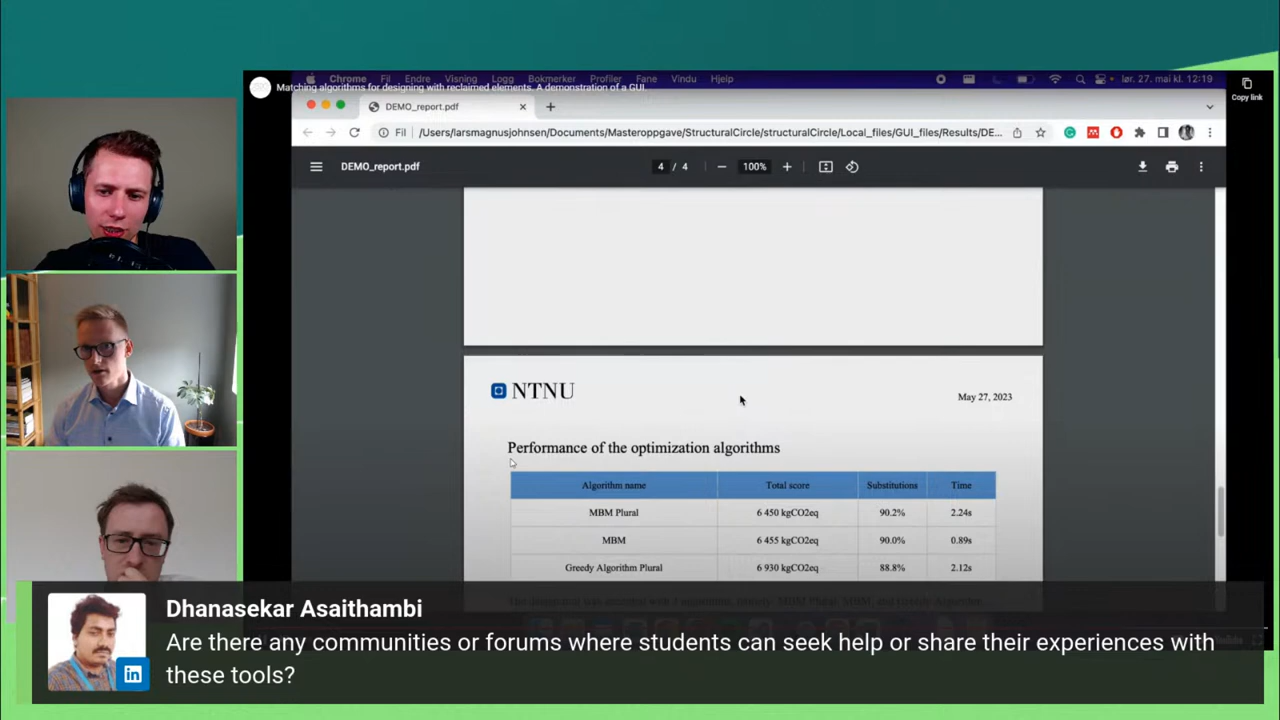 Chrome Fil Endre Visning Logg Bokmerker Profiler Fane Vindu Hjelp
lør. 27. mai kl. 12:19
Matching algorithms for designing with reclaimed elements. A demonstration of a GUI.
Copy link
DEMO_report.pdf
Fil /Users/larsmagnusjohnsen/Documents/Masteroppgave/StructuralCircle/structuralCircle/Local_files/GUI_files/Results/DE...
DEMO_report.pdf 4 / 4 100%
NTNU
May 27, 2023
Performance of the optimization algorithms
Algorithm name Total score Substitutions Time
MBM Plural 6 450 kgCO2eq 90.2% 2.24s
MBM 6 455 kgCO2eq 90.0% 0.89s
Greedy Algorithm Plural 6 930 kgCO2eq 88.8% 2.12s
Dhanasekar Asaithambi
Are there any communities or forums where students can seek help or share their experiences with
these tools?
in